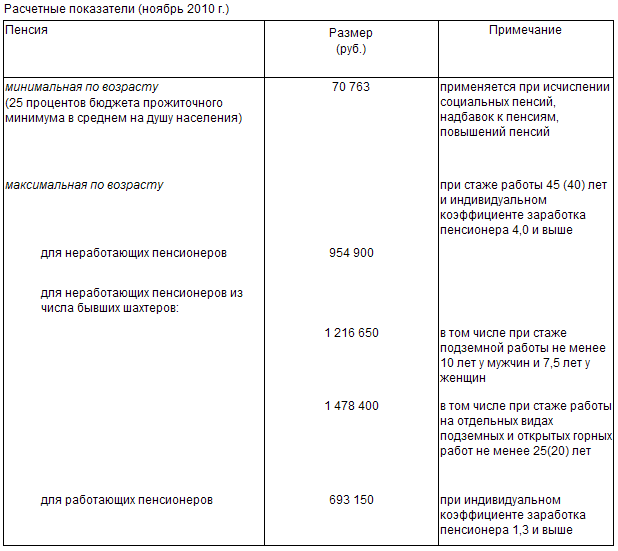 Расчетные показатели (ноябрь 2010 г.)
Пенсия
Размер
(руб.)
Примечание
минимальная по возрасту
(25 процентов бюджета прожиточного
минимума в среднем на душу населения)
70 763
применяется при исчислении
социальных пенсий,
надбавок к пенсиям,
повышений пенсий
максимальная по возрасту
при стаже работы 45 (40) лет
и индивидуальном
коэффициенте заработка
пенсионера 4,0 и выше
для неработающих пенсионеров
954 900
для неработающих пенсионеров из
числа бывших шахтеров:
1 216 650
в том числе при стаже
подземной работы не менее
10 лет у мужчин и 7,5 лет у
женщин
1 478 400
в том числе при стаже работы
на отдельных видах
подземных и открытых горных
работ не менее 25(20) лет
для работающих пенсионеров
693 150
при индивидуальном
коэффициенте заработка
пенсионера 1,3 и выше